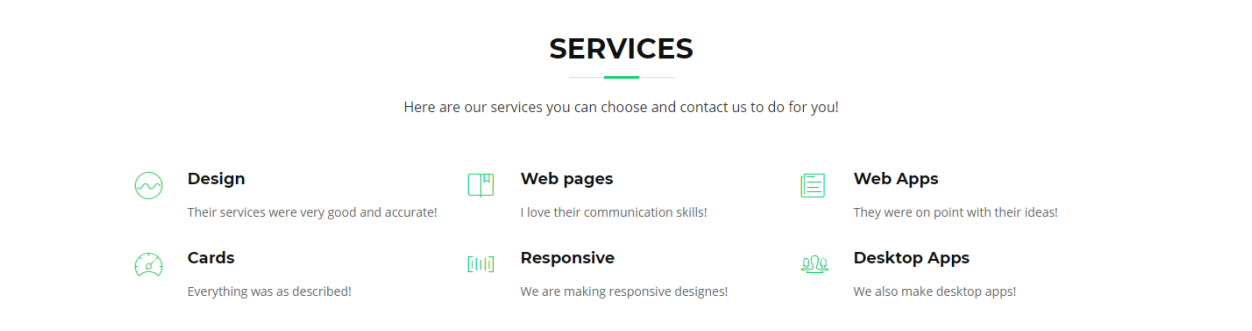 SERVICES
Here are our services you can choose and contact us to do for you!
Design
Their services were very good and accurate!
Web pages
I love their communication skills!
Web Apps
They were on point with their ideas!
Cards
Everything was as described!
Responsive
We are making responsive designes!
Desktop Apps
We also make desktop apps!